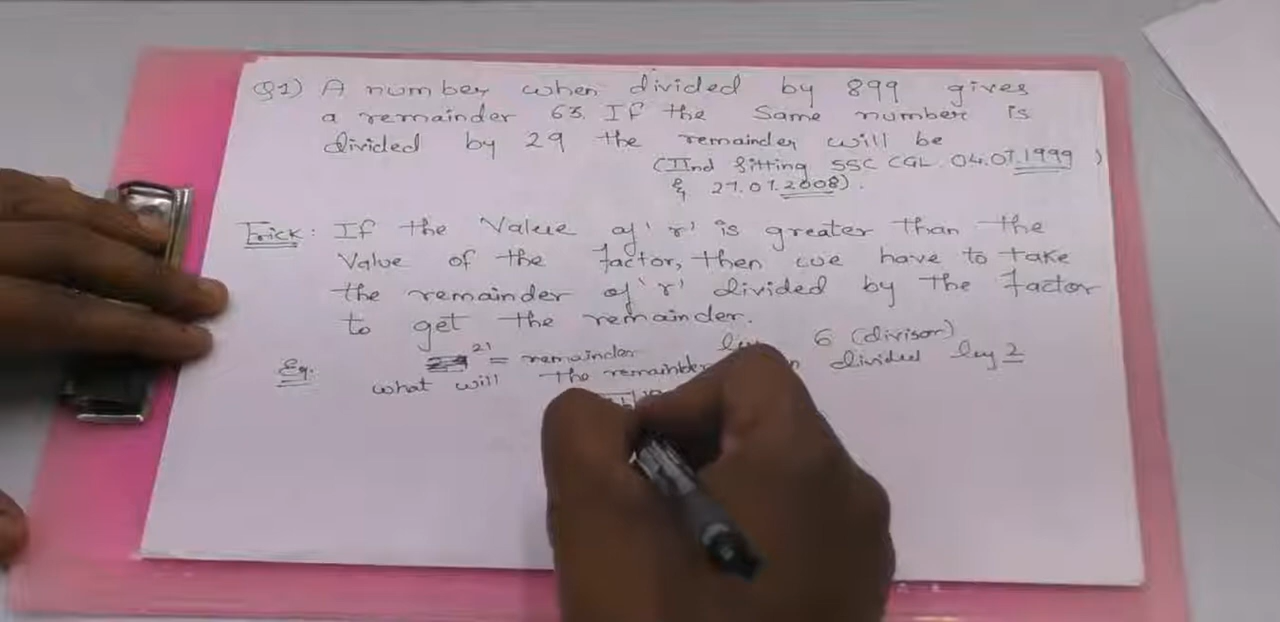 Q1) A number when divided by 899 gives
a remainder 63. If the same number is
divided by 29 the remainder will be
(IInd Sitting SSC CGL 04.07.1999)
& 27.07.2008).
Trick: If the Value of 'r' is greater than the
Value of the factor, then we have to take
the remainder of 'r' divided by the factor
to get the remainder.
Eg. 21 = remainder 6 (divisor)
what will the remainder divided by 2